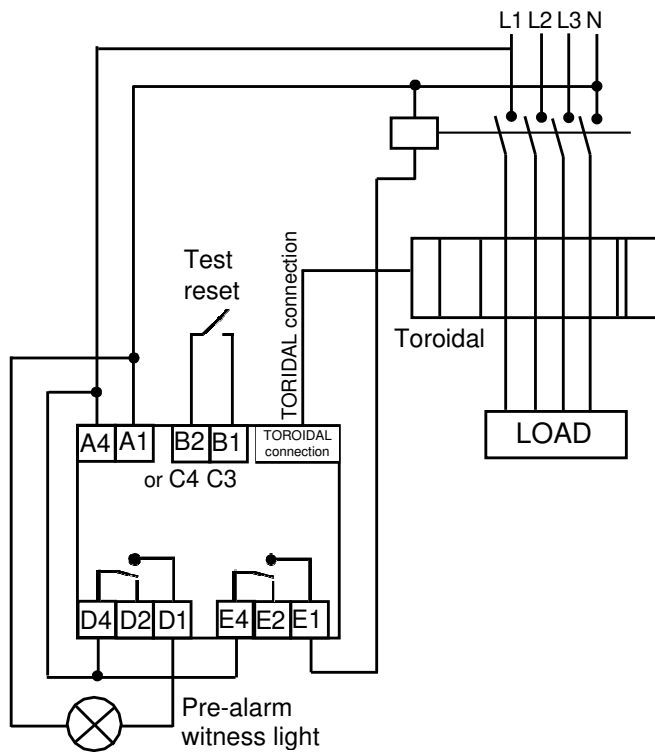 L1 L2 L3 N
Test
reset
TORIDAL connection
Toroidal
LOAD
A4 A1 B2 B1
TOROIDAL
connection
or C4 C3
D4 D2 D1 E4 E2 E1
Pre-alarm
witness light